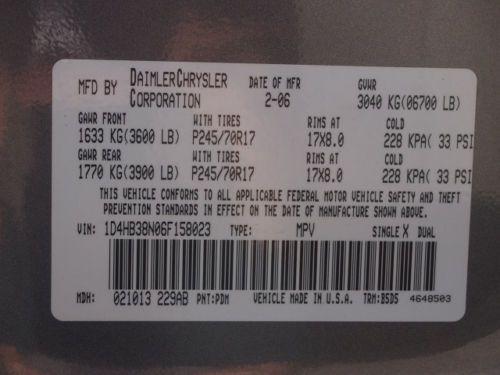 MFD BY DAIMLERCHRYSLER CORPORATION DATE OF MFR 2-06 GVWR 3040 KG(06700 LB)
GAWR FRONT WITH TIRES RIMS AT COLD
1633 KG(3600 LB) P245/70R17 17X8.0 228 KPA( 33 PSI
GAWR REAR WITH TIRES RIMS AT COLD
1770 KG(3900 LB) P245/70R17 17X8.0 228 KPA( 33 PSI
THIS VEHICLE CONFORMS TO ALL APPLICABLE FEDERAL MOTOR VEHICLE SAFETY AND THEFT
PREVENTION STANDARDS IN EFFECT ON THE DATE OF MANUFACTURE SHOWN ABOVE.
VIN: 1D4HB38N06F158023 TYPE: MPV SINGLE X DUAL
MDH: 021013 229AB PNT:PDM VEHICLE MADE IN U.S.A. TRM:B5D5 4648503